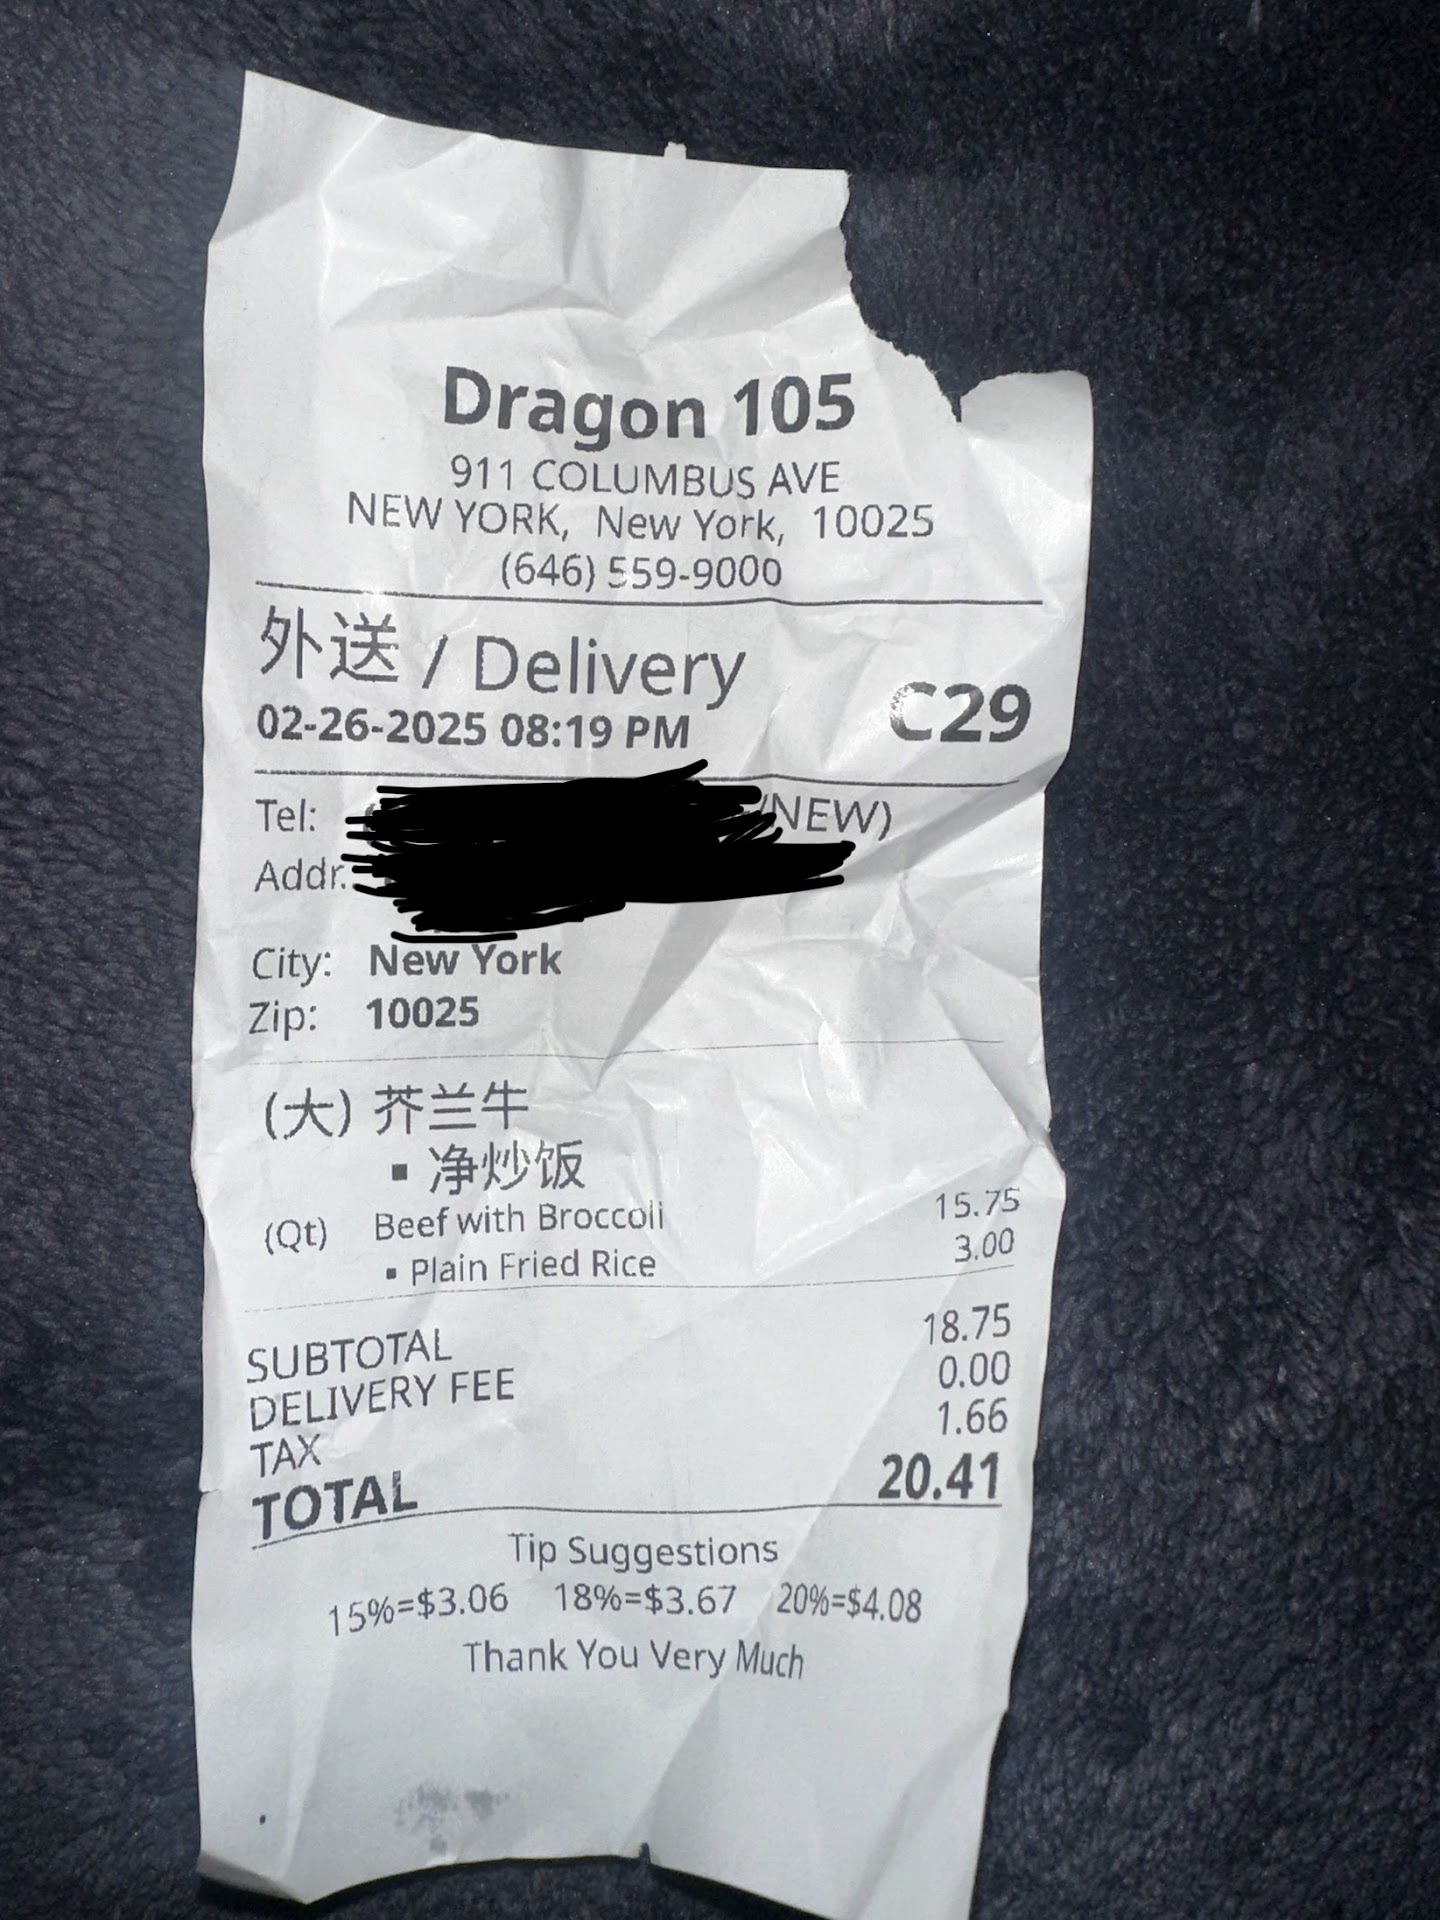 Dragon 105
911 COLUMBUS AVE
NEW YORK, New York, 10025
(646) 559-9000
外送 / Delivery
02-26-2025 08:19 PM C29
Tel: /NEW)
Addr:
City: New York
Zip: 10025
(大) 芥兰牛
▪ 净炒饭
(Qt) Beef with Broccoli 15.75
▪ Plain Fried Rice 3.00
SUBTOTAL 18.75
DELIVERY FEE 0.00
TAX 1.66
TOTAL 20.41
Tip Suggestions
15%=$3.06 18%=$3.67 20%=$4.08
Thank You Very Much